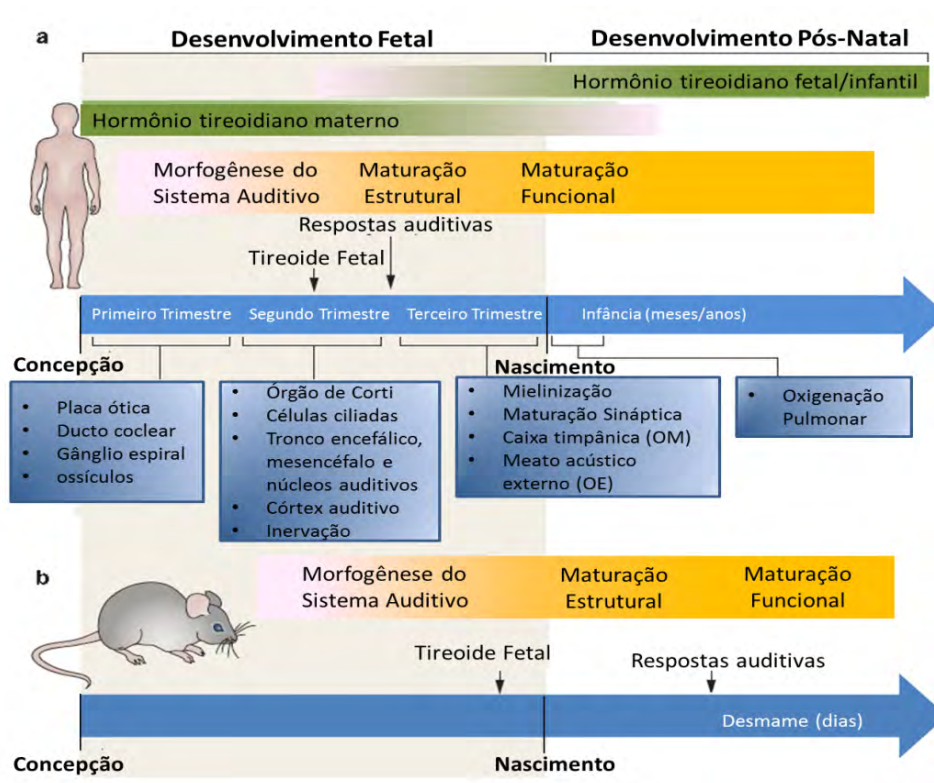 a
Desenvolvimento Fetal
Desenvolvimento Pós-Natal
Hormônio tireoidiano fetal/infantil
Hormônio tireoidiano materno
Morfogênese do
Sistema Auditivo
Maturação
Estrutural
Maturação
Funcional
Respostas auditivas
Tireoide Fetal
Primeiro Trimestre
Segundo Trimestre
Terceiro Trimestre
Infância (meses/anos)
Concepção
Nascimento
• Placa ótica
• Ducto coclear
• Gânglio espiral
• ossículos
• Órgão de Corti
• Células ciliadas
• Tronco encefálico,
mesencéfalo e
núcleos auditivos
• Córtex auditivo
• Inervação
• Mielinização
• Maturação Sináptica
• Caixa timpânica (OM)
• Meato acústico
externo (OE)
• Oxigenação
Pulmonar
b
Morfogênese do
Sistema Auditivo
Maturação
Estrutural
Maturação
Funcional
Tireoide Fetal
Respostas auditivas
Desmame (dias)
Concepção
Nascimento